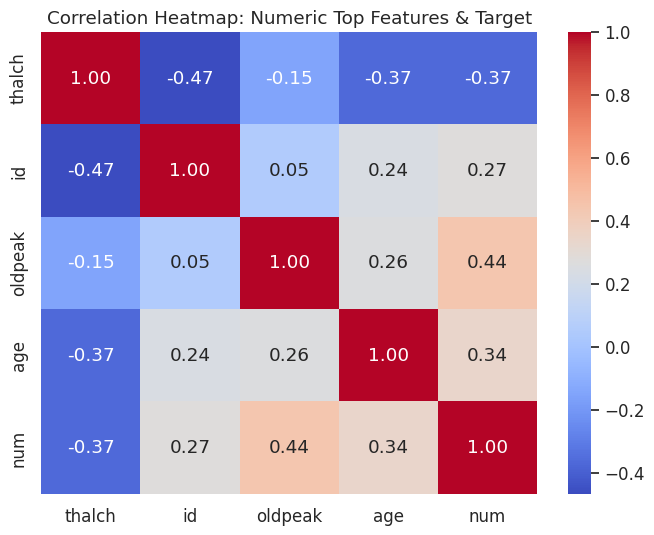 Correlation Heatmap: Numeric Top Features & Target
thalch 1.00 -0.47 -0.15 -0.37 -0.37
id -0.47 1.00 0.05 0.24 0.27
oldpeak -0.15 0.05 1.00 0.26 0.44
age -0.37 0.24 0.26 1.00 0.34
num -0.37 0.27 0.44 0.34 1.00
thalch id oldpeak age num
1.0
0.8
0.6
0.4
0.2
0.0
−0.2
−0.4